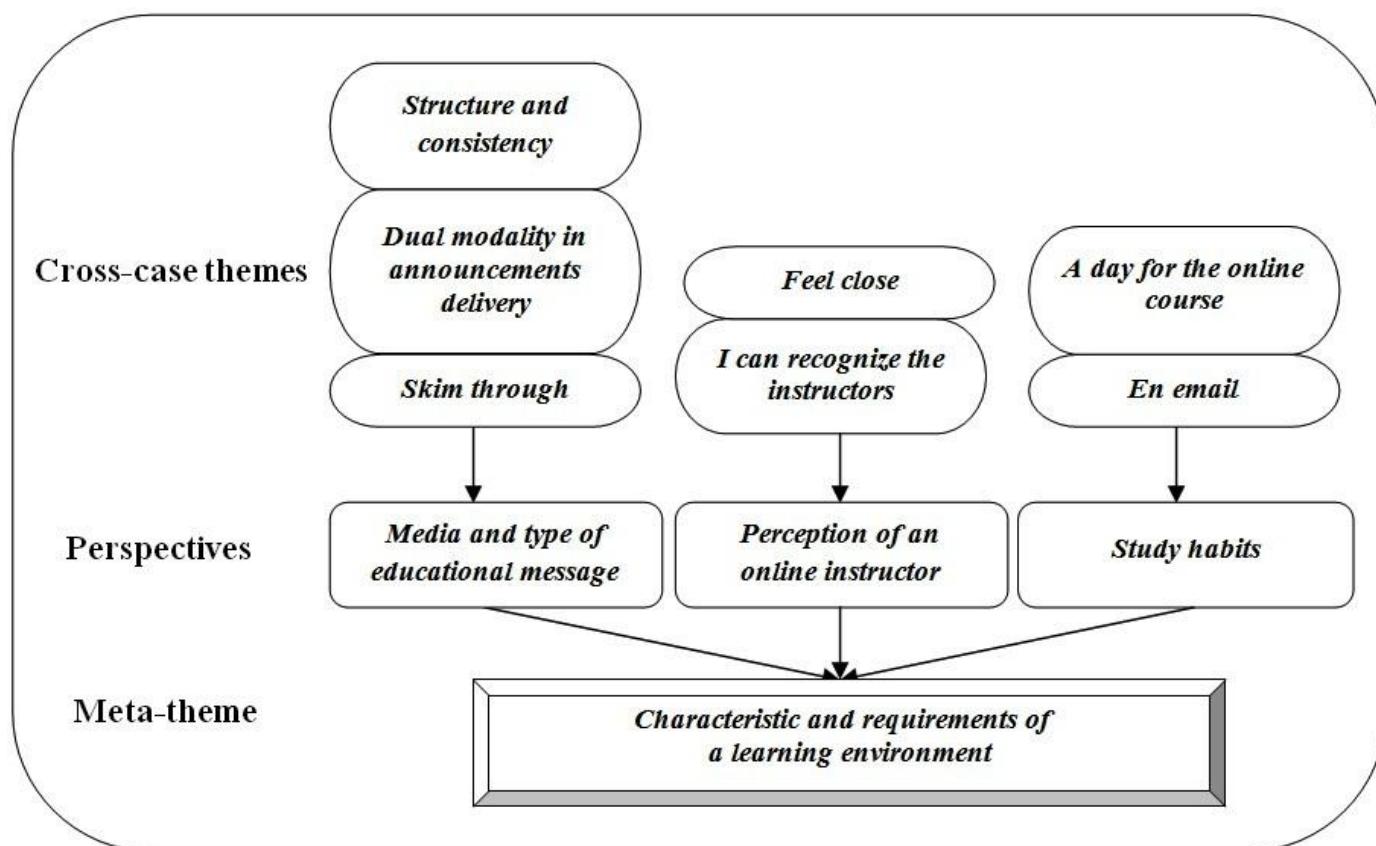 Structure and
consistency
Cross-case themes
Dual modality in
announcements
delivery
Skim through
Feel close
I can recognize the
instructors
A day for the online
course
En email
Perspectives
Media and type of
educational message
Perception of an
online instructor
Study habits
Meta-theme
Characteristic and requirements of
a learning environment